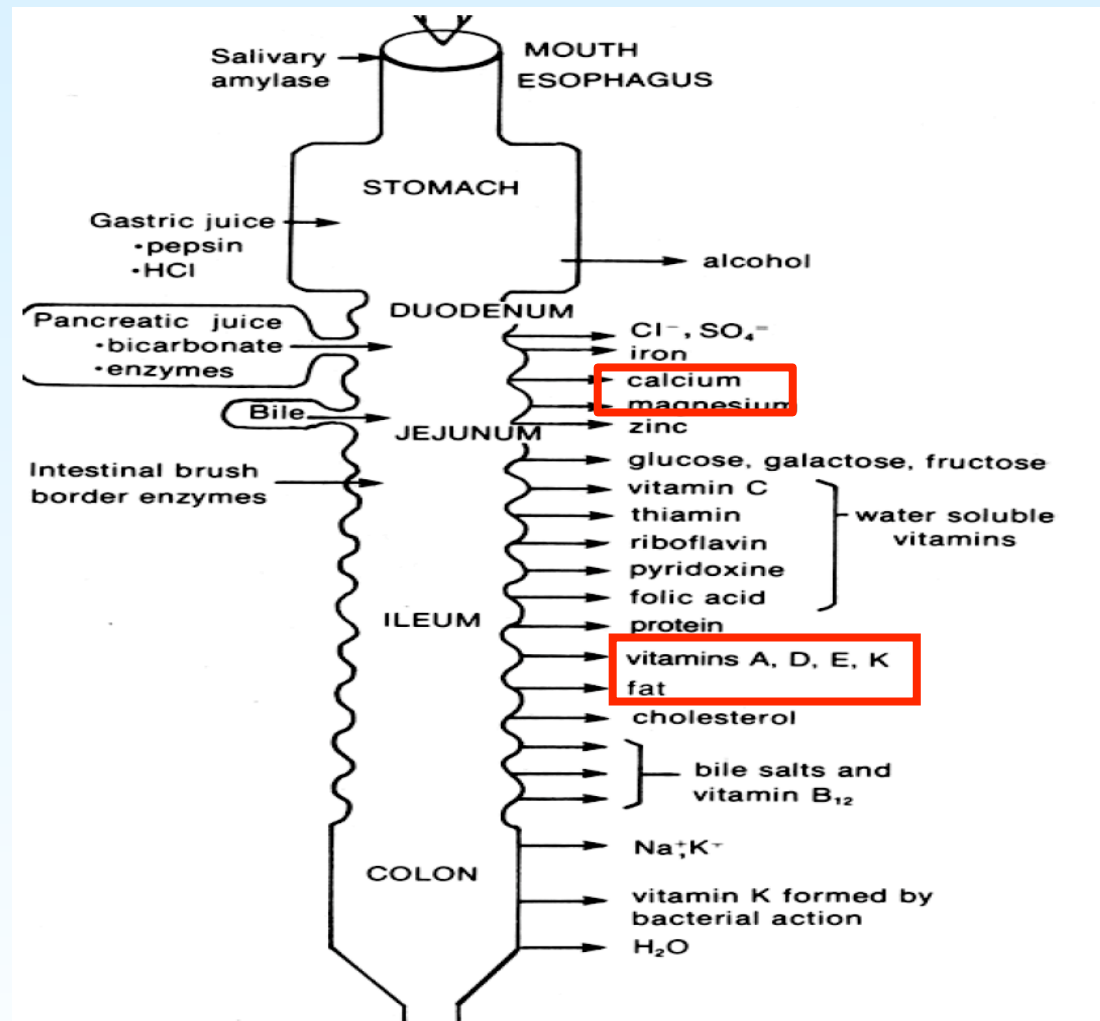 Salivary
amylase
MOUTH
ESOPHAGUS
STOMACH
Gastric juice
•pepsin
•HCl
alcohol
DUODENUM
Pancreatic juice
•bicarbonate
•enzymes
Cl⁻, SO₄⁼
iron
calcium
magnesium
zinc
Bile
JEJUNUM
Intestinal brush
border enzymes
glucose, galactose, fructose
vitamin C
thiamin
riboflavin
pyridoxine
folic acid
water soluble
vitamins
ILEUM
protein
vitamins A, D, E, K
fat
cholesterol
bile salts and
vitamin B₁₂
COLON
Na⁺,K⁺
vitamin K formed by
bacterial action
H₂O